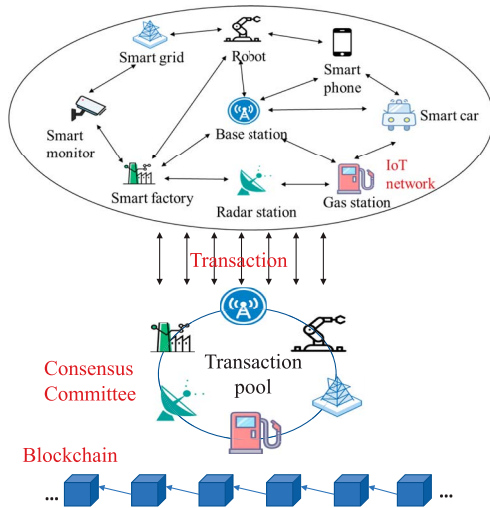 Smart grid
Robot
Smart
phone
Smart
monitor
Base station
Smart car
IoT
network
Smart factory
Radar station
Gas station
Transaction
Consensus
Committee
Transaction
pool
Blockchain
...
...